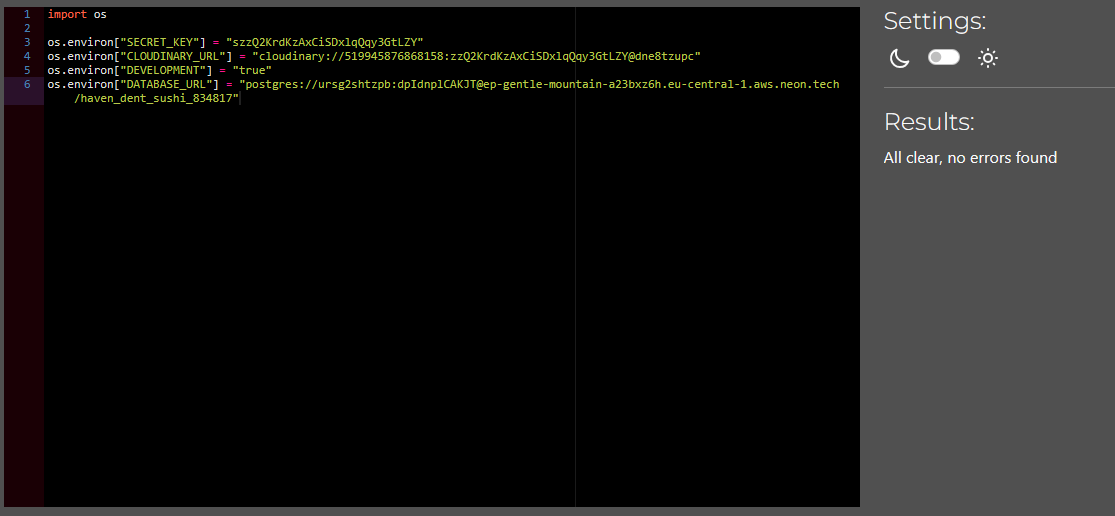 1 import os
2
3 os.environ["SECRET_KEY"] = "szzQ2KrdKzAxCiSDxlqQqy3GtLZY"
4 os.environ["CLOUDINARY_URL"] = "cloudinary://519945876868158:zzQ2KrdKzAxCiSDxlqQqy3GtLZY@dne8tzupc"
5 os.environ["DEVELOPMENT"] = "true"
6 os.environ["DATABASE_URL"] = "postgres://ursg2shtzpb:dpIdnplCAKJT@ep-gentle-mountain-a23bxz6h.eu-central-1.aws.neon.tech
/haven_dent_sushi_834817"
Settings:
Results:
All clear, no errors found